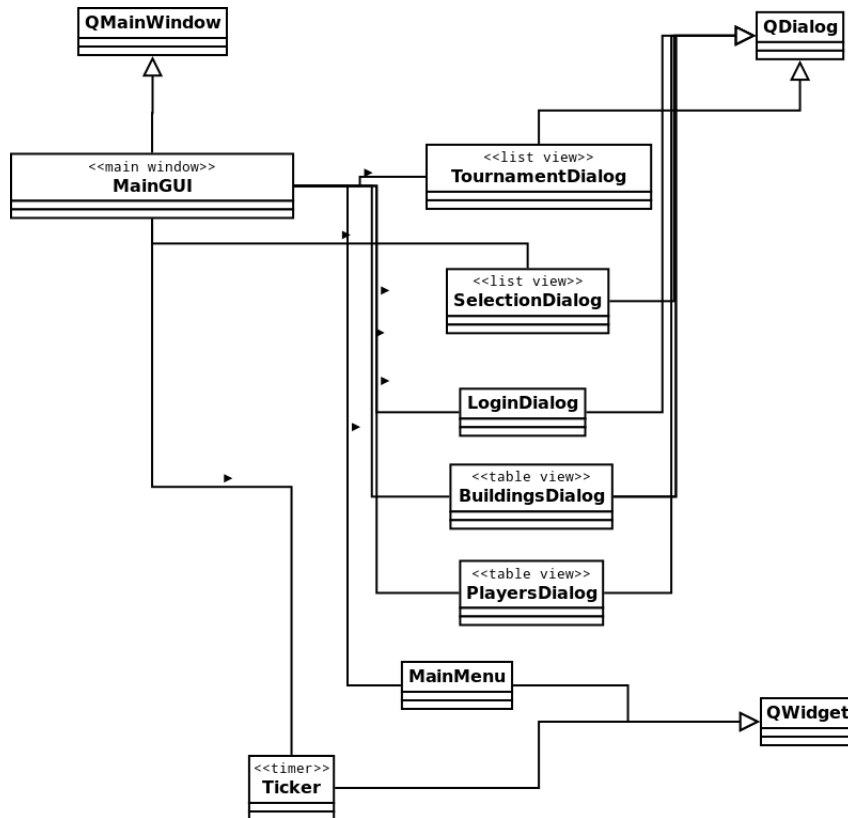 QMainWindow
QDialog
<<main window>>
MainGUI
<<list view>>
TournamentDialog
<<list view>>
SelectionDialog
LoginDialog
<<table view>>
BuildingsDialog
<<table view>>
PlayersDialog
MainMenu
QWidget
<<timer>>
Ticker